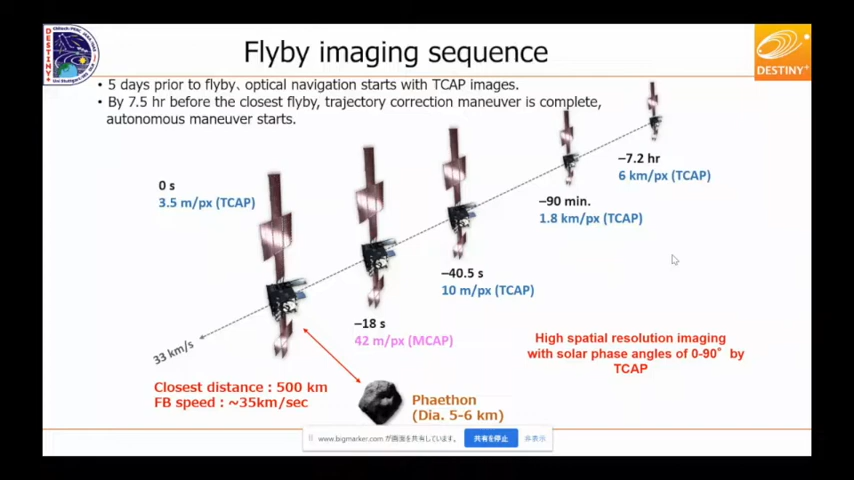 Flyby imaging sequence
DESTINY+
• 5 days prior to flyby、optical navigation starts with TCAP images.
• By 7.5 hr before the closest flyby, trajectory correction maneuver is complete,
autonomous maneuver starts.
−7.2 hr
6 km/px (TCAP)
0 s
3.5 m/px (TCAP)
−90 min.
1.8 km/px (TCAP)
−40.5 s
10 m/px (TCAP)
−18 s
42 m/px (MCAP)
33 km/s
High spatial resolution imaging
with solar phase angles of 0-90° by
TCAP
Closest distance : 500 km
FB speed : ~35km/sec
Phaethon
(Dia. 5-6 km)
www.bigmarker.com が画面を共有しています。
共有を停止
非表示